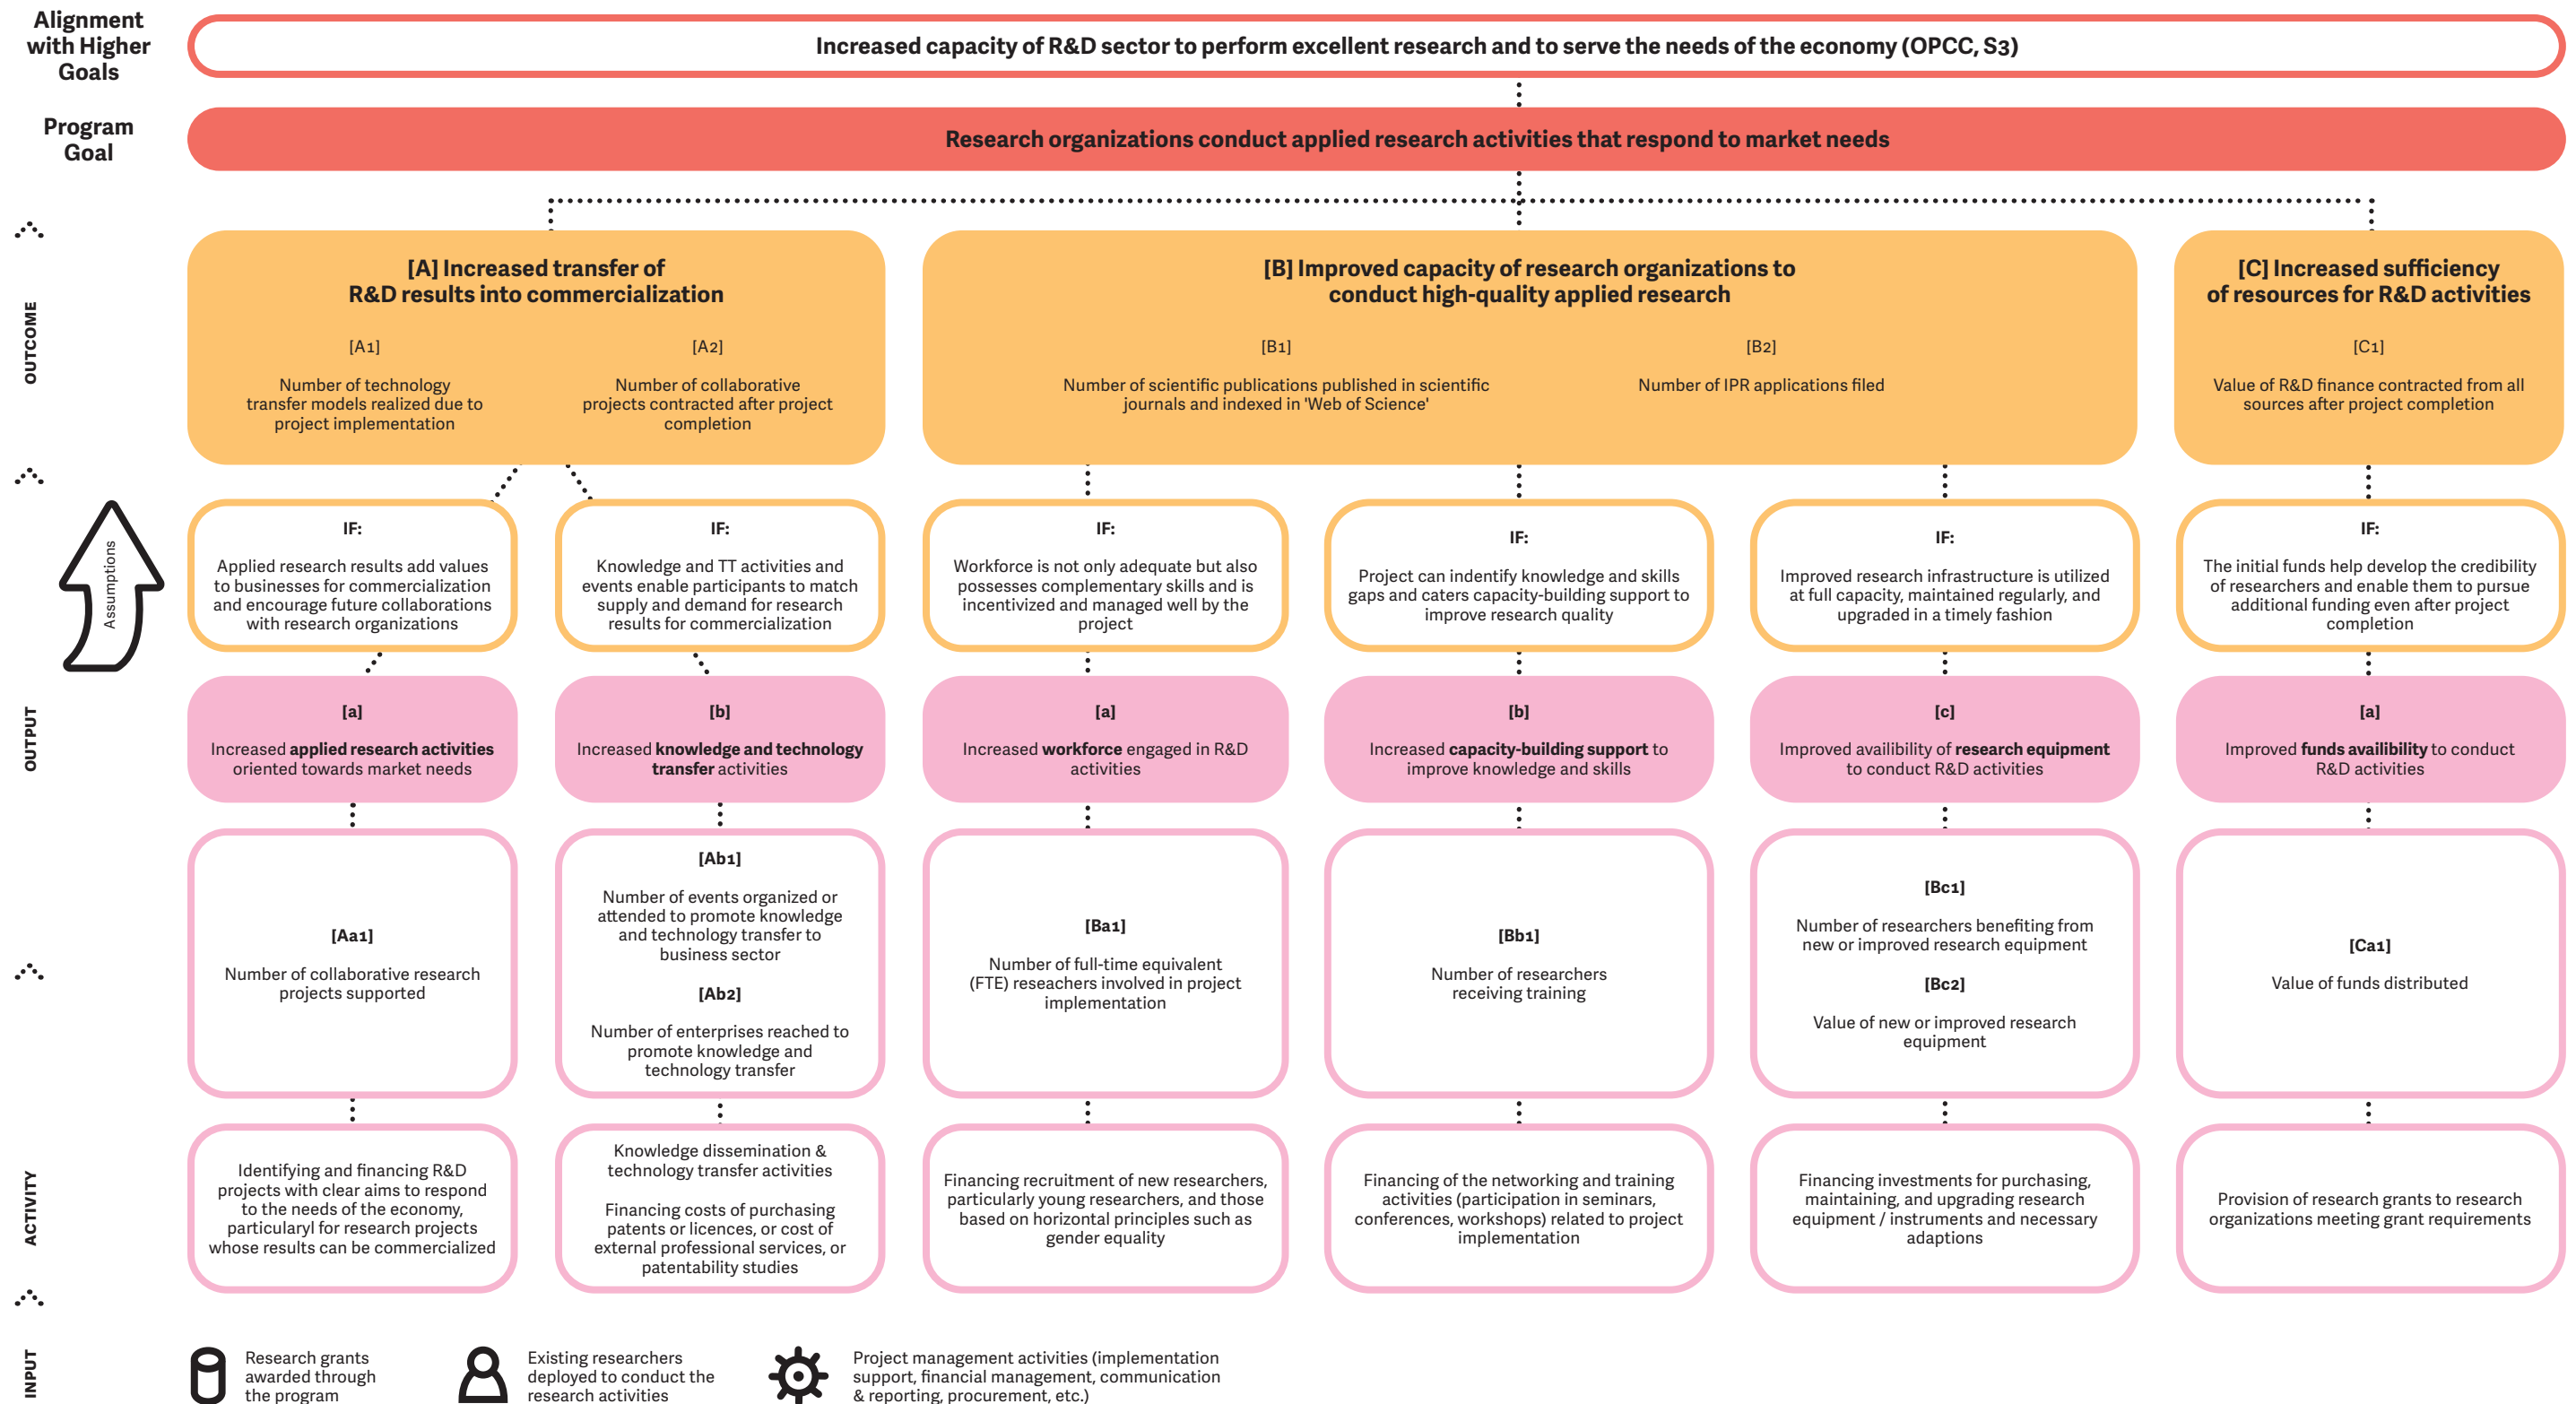 Alignment
with Higher
Goals
Increased capacity of R&D sector to perform excellent research and to serve the needs of the economy (OPCC, S3)
Program
Goal
Research organizations conduct applied research activities that respond to market needs
OUTCOME
[A] Increased transfer of
R&D results into commercialization
[A1]
Number of technology
transfer models realized due to
project implementation
[A2]
Number of collaborative
projects contracted after project
completion
[B] Improved capacity of research organizations to
conduct high-quality applied research
[B1]
Number of scientific publications published in scientific
journals and indexed in 'Web of Science'
[B2]
Number of IPR applications filed
[C] Increased sufficiency
of resources for R&D activities
[C1]
Value of R&D finance contracted from all
sources after project completion
Assumptions
IF:
Applied research results add values
to businesses for commercialization
and encourage future collaborations
with research organizations
IF:
Knowledge and TT activities and
events enable participants to match
supply and demand for research
results for commercialization
IF:
Workforce is not only adequate but also
possesses complementary skills and is
incentivized and managed well by the
project
IF:
Project can indentify knowledge and skills
gaps and caters capacity-building support to
improve research quality
IF:
Improved research infrastructure is utilized
at full capacity, maintained regularly, and
upgraded in a timely fashion
IF:
The initial funds help develop the credibility
of researchers and enable them to pursue
additional funding even after project
completion
OUTPUT
[a]
Increased applied research activities
oriented towards market needs
[b]
Increased knowledge and technology
transfer activities
[a]
Increased workforce engaged in R&D
activities
[b]
Increased capacity-building support to
improve knowledge and skills
[c]
Improved availibility of research equipment
to conduct R&D activities
[a]
Improved funds availibility to conduct
R&D activities
[Aa1]
Number of collaborative research
projects supported
[Ab1]
Number of events organized or
attended to promote knowledge
and technology transfer to
business sector
[Ab2]
Number of enterprises reached to
promote knowledge and
technology transfer
[Ba1]
Number of full-time equivalent
(FTE) reseachers involved in project
implementation
[Bb1]
Number of researchers
receiving training
[Bc1]
Number of researchers benefiting from
new or improved research equipment
[Bc2]
Value of new or improved research
equipment
[Ca1]
Value of funds distributed
ACTIVITY
Identifying and financing R&D
projects with clear aims to respond
to the needs of the economy,
particularyl for research projects
whose results can be commercialized
Knowledge dissemination &
technology transfer activities
Financing costs of purchasing
patents or licences, or cost of
external professional services, or
patentability studies
Financing recruitment of new researchers,
particularly young researchers, and those
based on horizontal principles such as
gender equality
Financing of the networking and training
activities (participation in seminars,
conferences, workshops) related to project
implementation
Financing investments for purchasing,
maintaining, and upgrading research
equipment / instruments and necessary
adaptions
Provision of research grants to research
organizations meeting grant requirements
INPUT
Research grants
awarded through
the program
Existing researchers
deployed to conduct the
research activities
Project management activities (implementation
support, financial management, communication
& reporting, procurement, etc.)